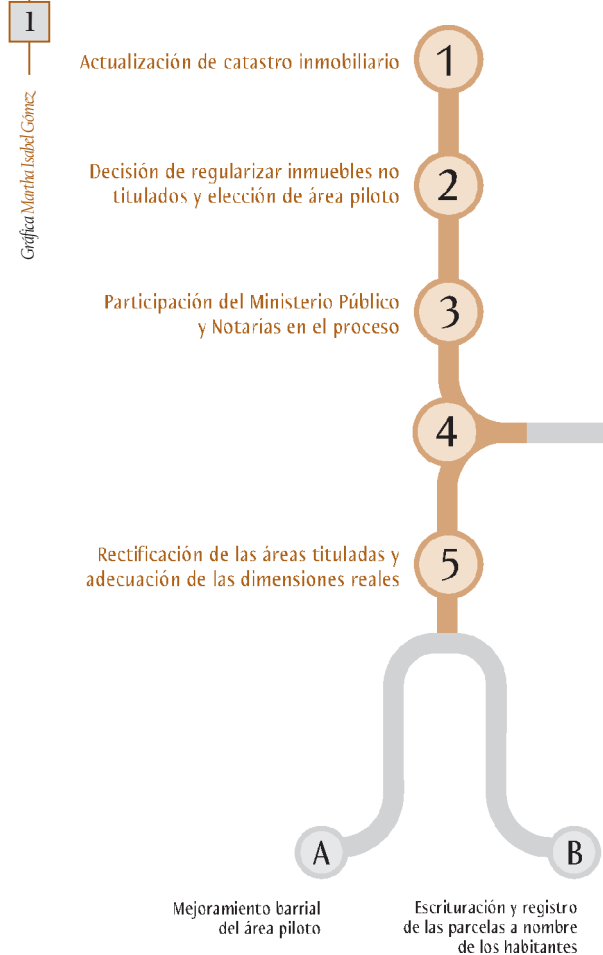 1
Gráfica Martha Isabel Gómez
Actualización de catastro inmobiliario
1
Decisión de regularizar inmuebles no
titulados y elección de área piloto
2
Participación del Ministerio Público
y Notarias en el proceso
3
4
Rectificación de las áreas tituladas y
adecuación de las dimensiones reales
5
A
B
Mejoramiento barrial
del área piloto
Escrituración y registro
de las parcelas a nombre
de los habitantes